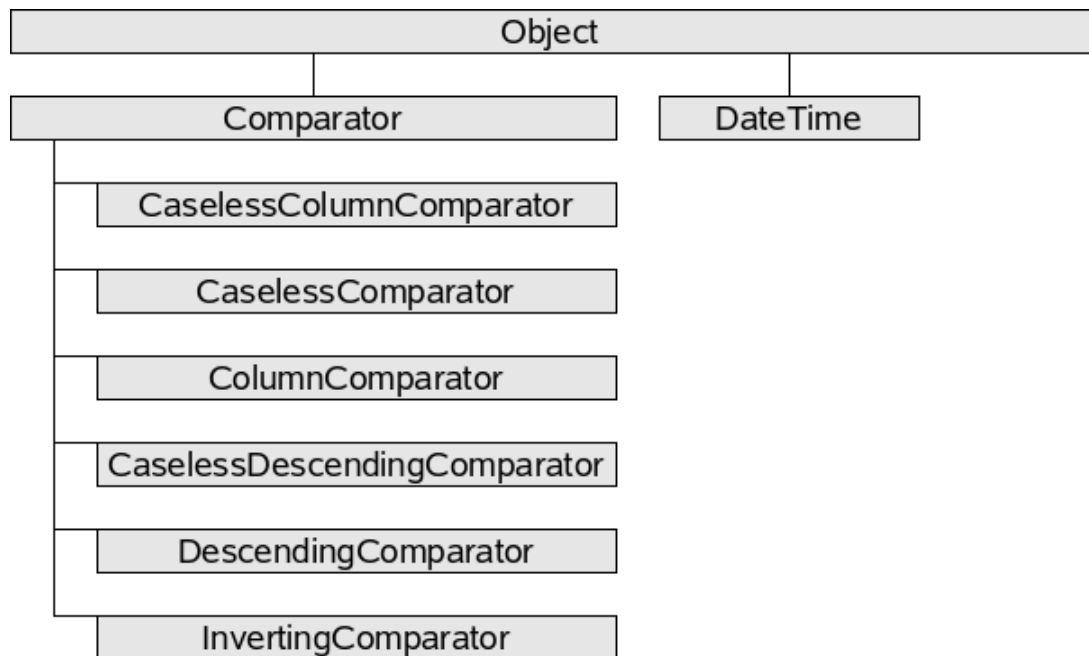 Object
Comparator
DateTime
CaselessColumnComparator
CaselessComparator
ColumnComparator
CaselessDescendingComparator
DescendingComparator
InvertingComparator